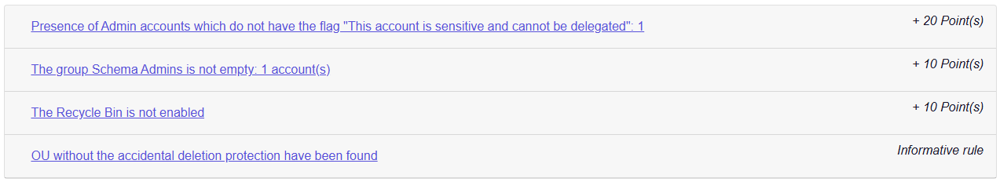 Presence of Admin accounts which do not have the flag "This account is sensitive and cannot be delegated": 1
+ 20 Point(s)
The group Schema Admins is not empty: 1 account(s)
+ 10 Point(s)
The Recycle Bin is not enabled
+ 10 Point(s)
OU without the accidental deletion protection have been found
Informative rule